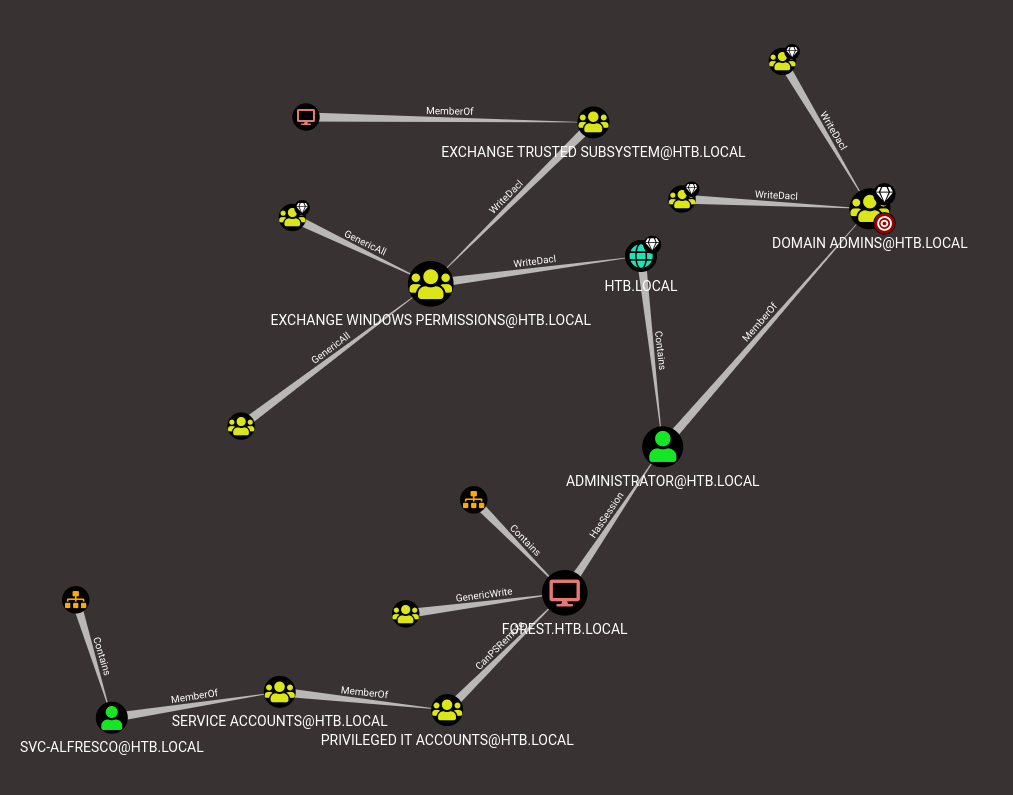 MemberOf
EXCHANGE TRUSTED SUBSYSTEM@HTB.LOCAL
WriteDacl
WriteDacl
WriteDacl
GenericAll
DOMAIN ADMINS@HTB.LOCAL
WriteDacl
HTB.LOCAL
EXCHANGE WINDOWS PERMISSIONS@HTB.LOCAL
MemberOf
GenericAll
Contains
ADMINISTRATOR@HTB.LOCAL
HasSession
Contains
GenericWrite
FOREST.HTB.LOCAL
CanPSRemote
Contains
MemberOf
MemberOf
SERVICE ACCOUNTS@HTB.LOCAL
PRIVILEGED IT ACCOUNTS@HTB.LOCAL
SVC-ALFRESCO@HTB.LOCAL